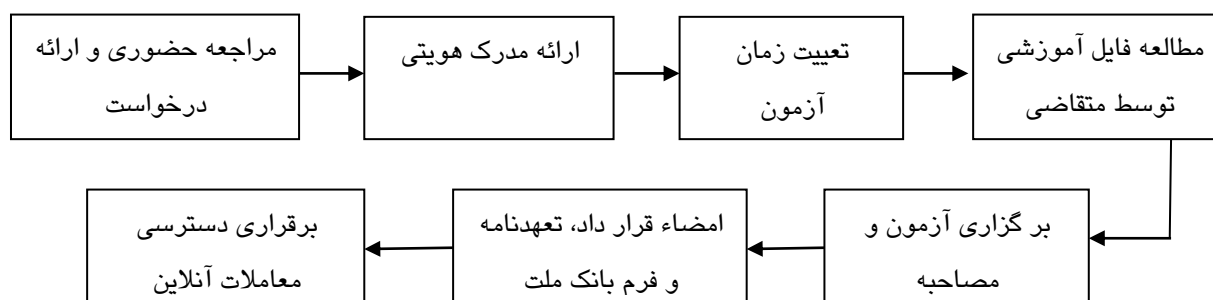 مراجعه حضوری و ارائه
درخواست
ارائه مدرک هویتی
تعییت زمان
آزمون
مطالعه فایل آموزشی
توسط متقاضی
بر گزاری آزمون و
مصاحبه
امضاء قرار داد، تعهدنامه
و فرم بانک ملت
برقراری دسترسی
معاملات آنلاین